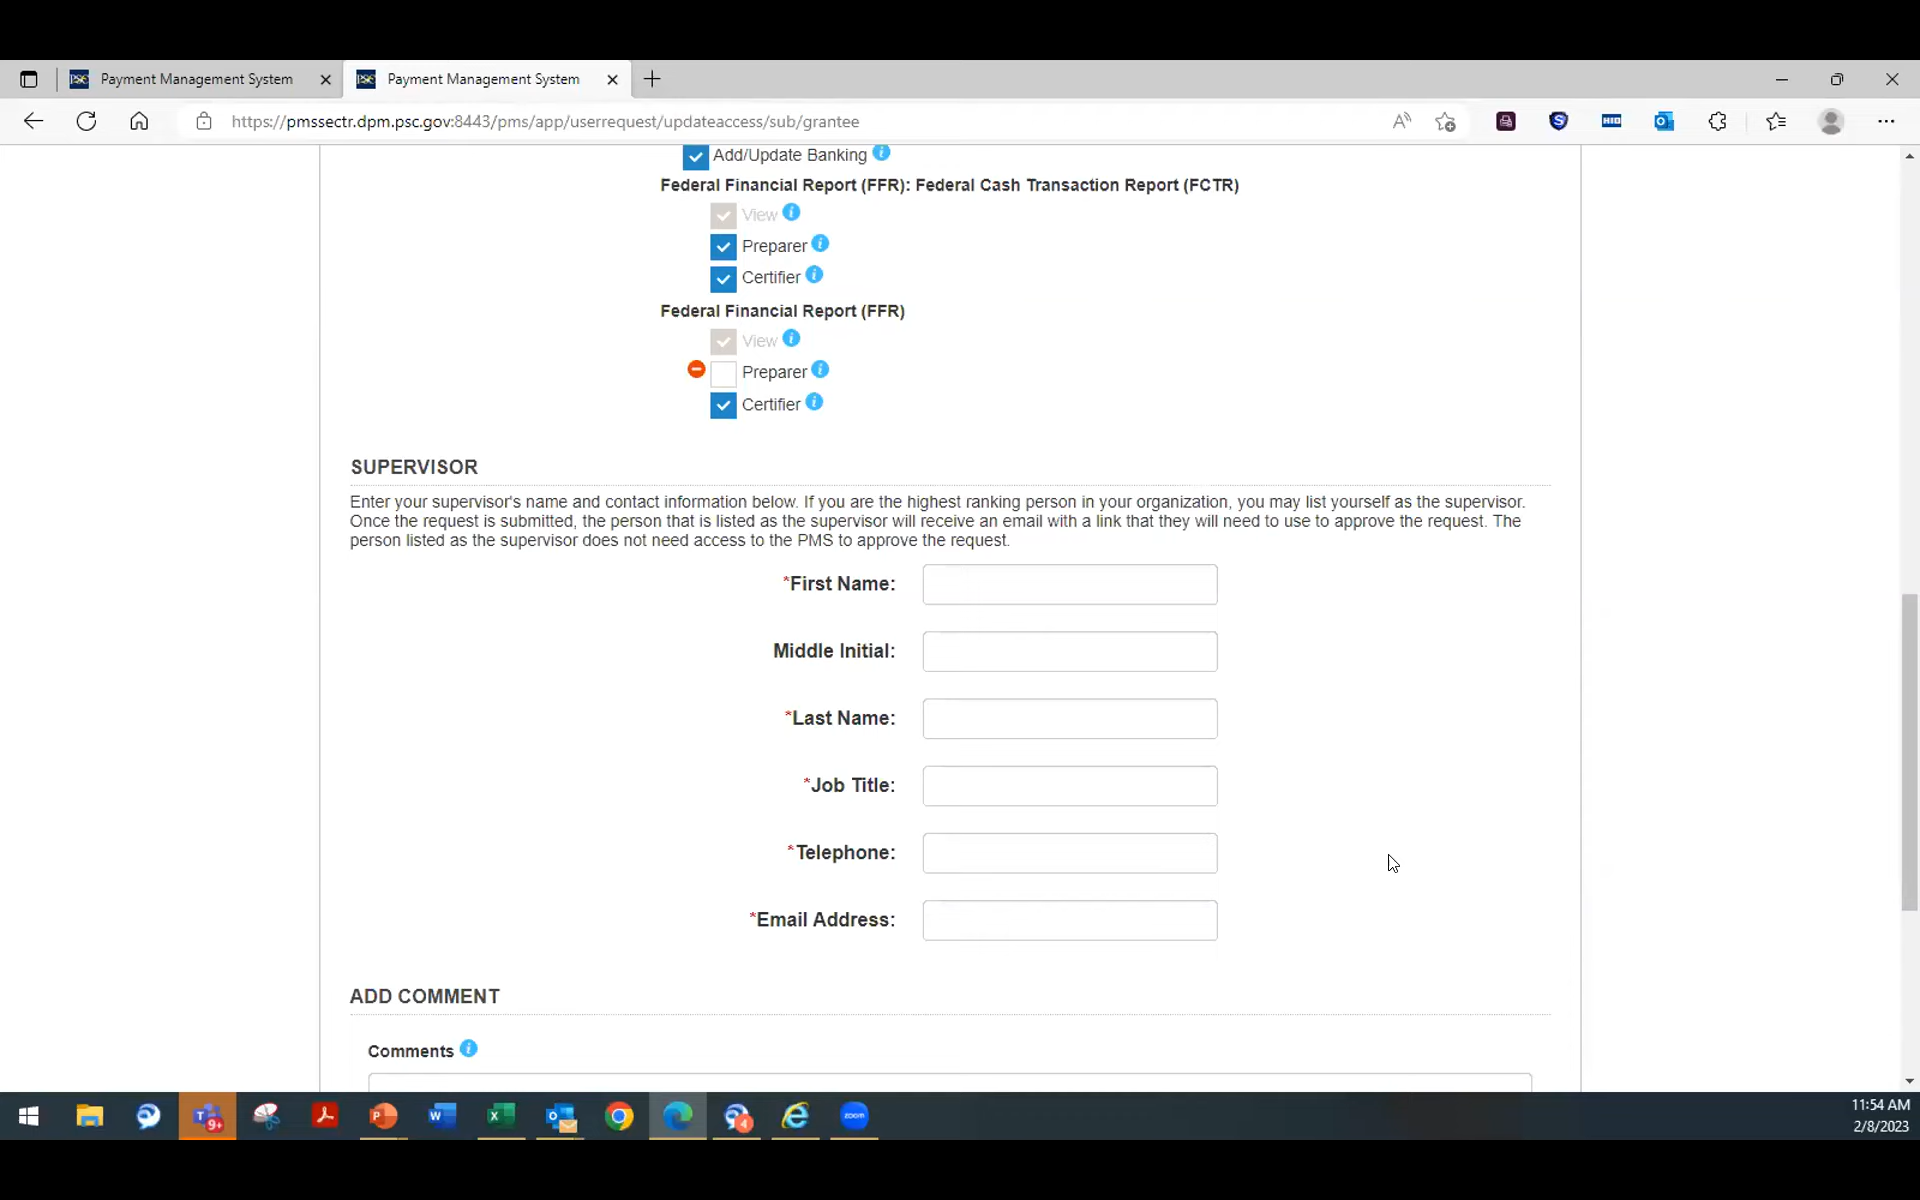 Payment Management System
Payment Management System
https://pmssectr.dpm.psc.gov:8443/pms/app/userrequest/updateaccess/sub/grantee
Add/Update Banking
Federal Financial Report (FFR): Federal Cash Transaction Report (FCTR)
View
Preparer
Certifier
Federal Financial Report (FFR)
View
Preparer
Certifier
SUPERVISOR
Enter your supervisor's name and contact information below. If you are the highest ranking person in your organization, you may list yourself as the supervisor.
Once the request is submitted, the person that is listed as the supervisor will receive an email with a link that they will need to use to approve the request. The
person listed as the supervisor does not need access to the PMS to approve the request.
*First Name:
Middle Initial:
*Last Name:
*Job Title:
*Telephone:
*Email Address:
ADD COMMENT
Comments
11:54 AM
2/8/2023